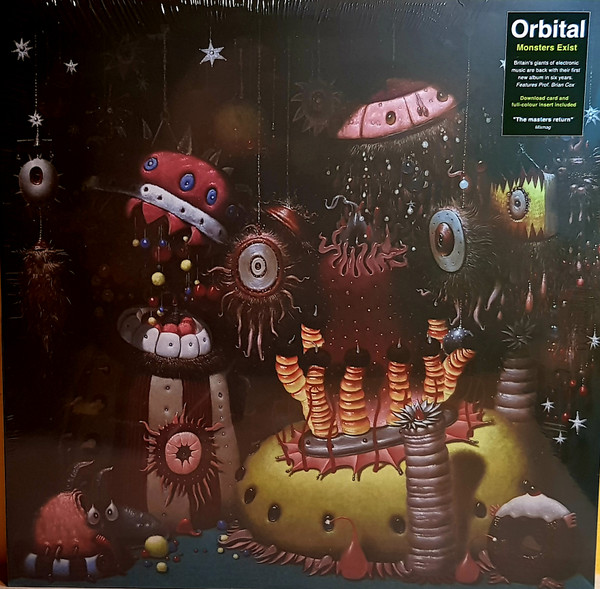 Orbital
Monsters Exist
Britain's giants of electronic
music are back with their first
new album in six years.
Features Prof. Brian Cox
Download card and
full-colour insert included
"The masters return"
Mixmag